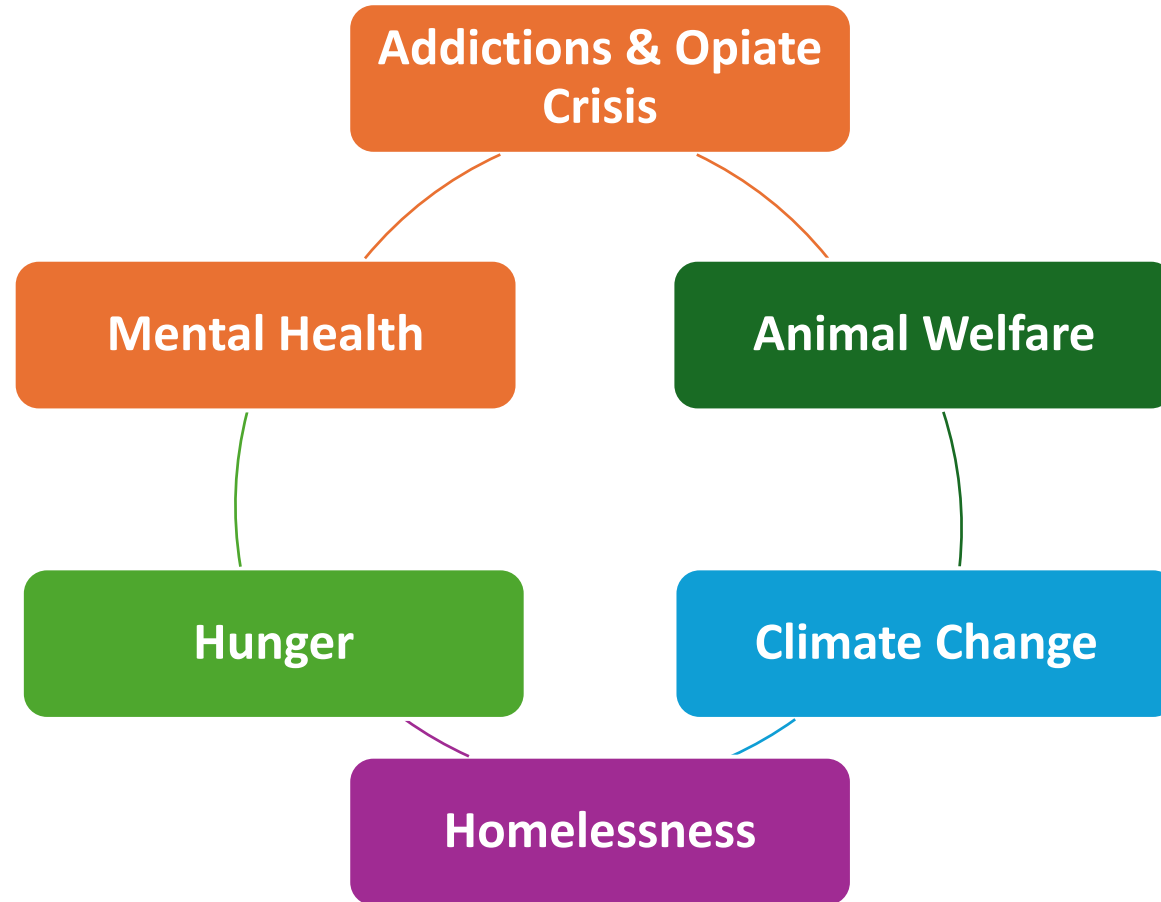 Addictions & Opiate
Crisis
Mental Health
Animal Welfare
Hunger
Climate Change
Homelessness